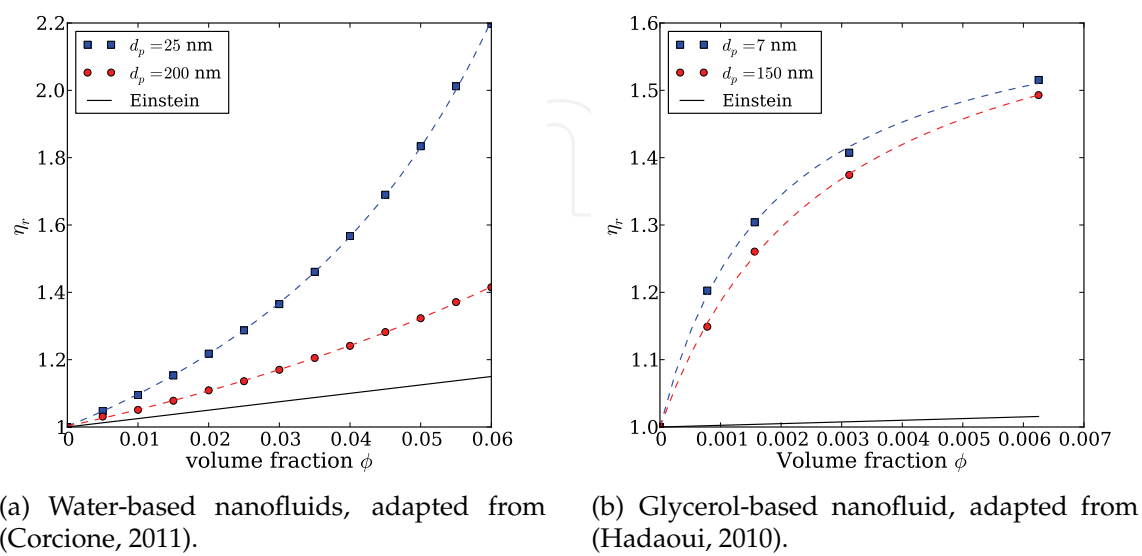 2.2
2.0
1.8
1.6
1.4
1.2
1
η_r
d_p = 25 nm
d_p = 200 nm
Einstein
0 0.01 0.02 0.03 0.04 0.05 0.06
volume fraction ϕ
1.6
1.5
1.4
1.3
1.2
1.1
1.0
η_r
d_p = 7 nm
d_p = 150 nm
Einstein
0 0.001 0.002 0.003 0.004 0.005 0.006 0.007
Volume fraction ϕ
(a) Water-based nanofluids, adapted from
(Corcione, 2011).
(b) Glycerol-based nanofluid, adapted from
(Hadaoui, 2010).